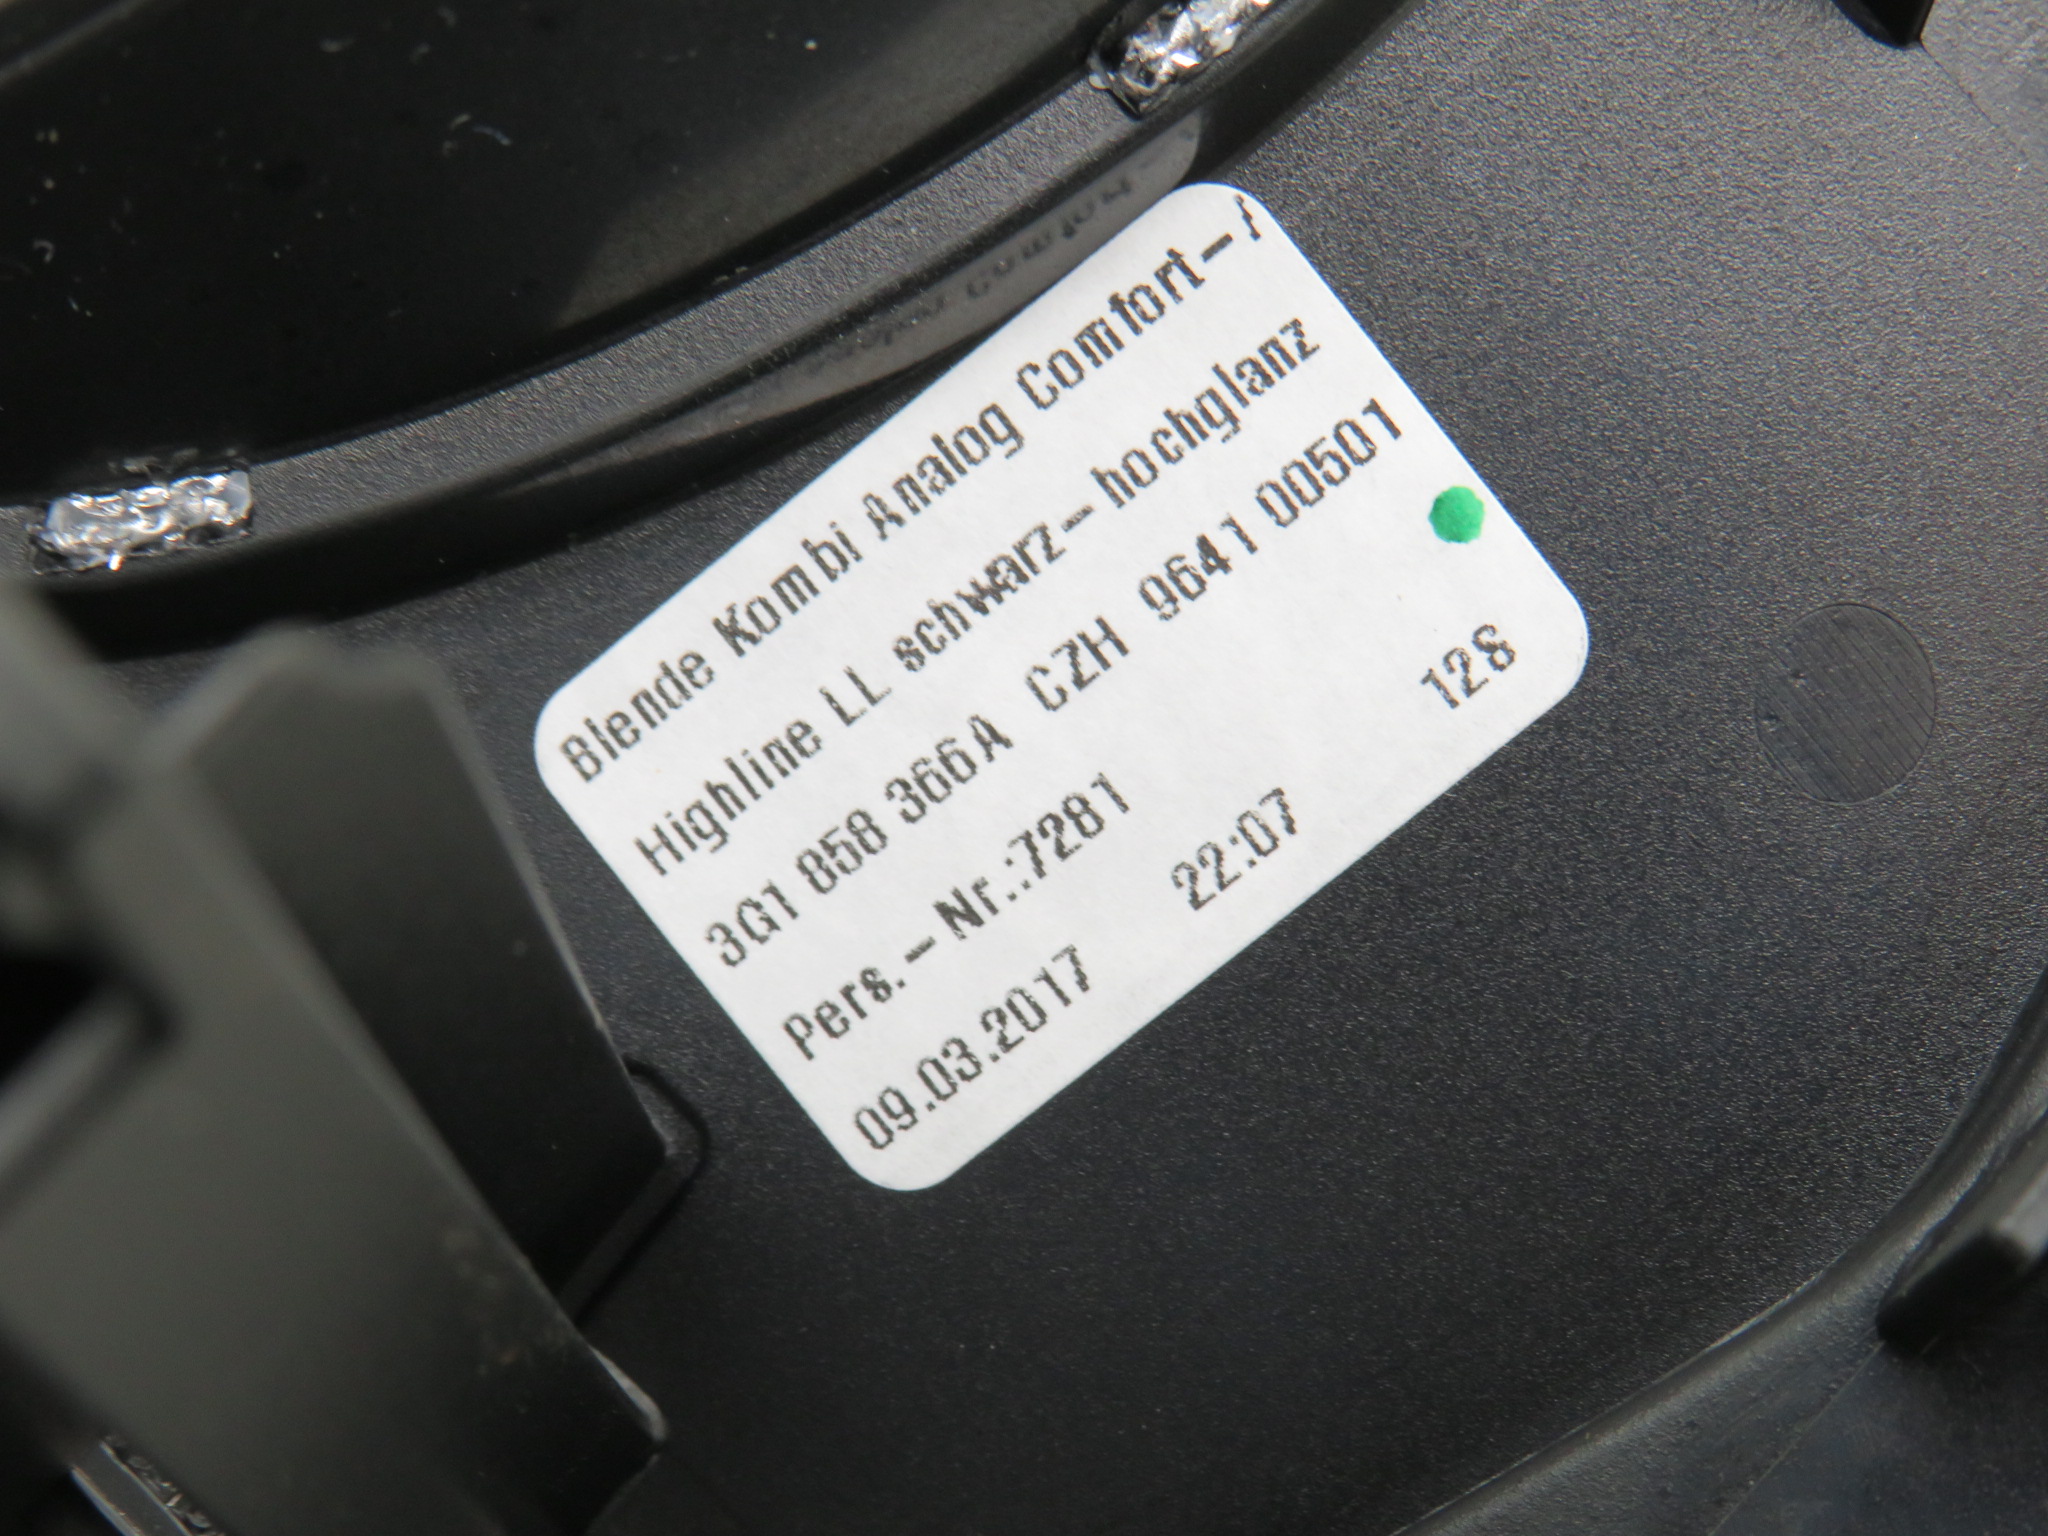 Blende Kombi Analog Comfort-/
Highline LL schwarz-hochglanz
3G1 858 366A CZH 9641 00501
Pers.-Nr.:7281 12S
09.03.2017 22:07